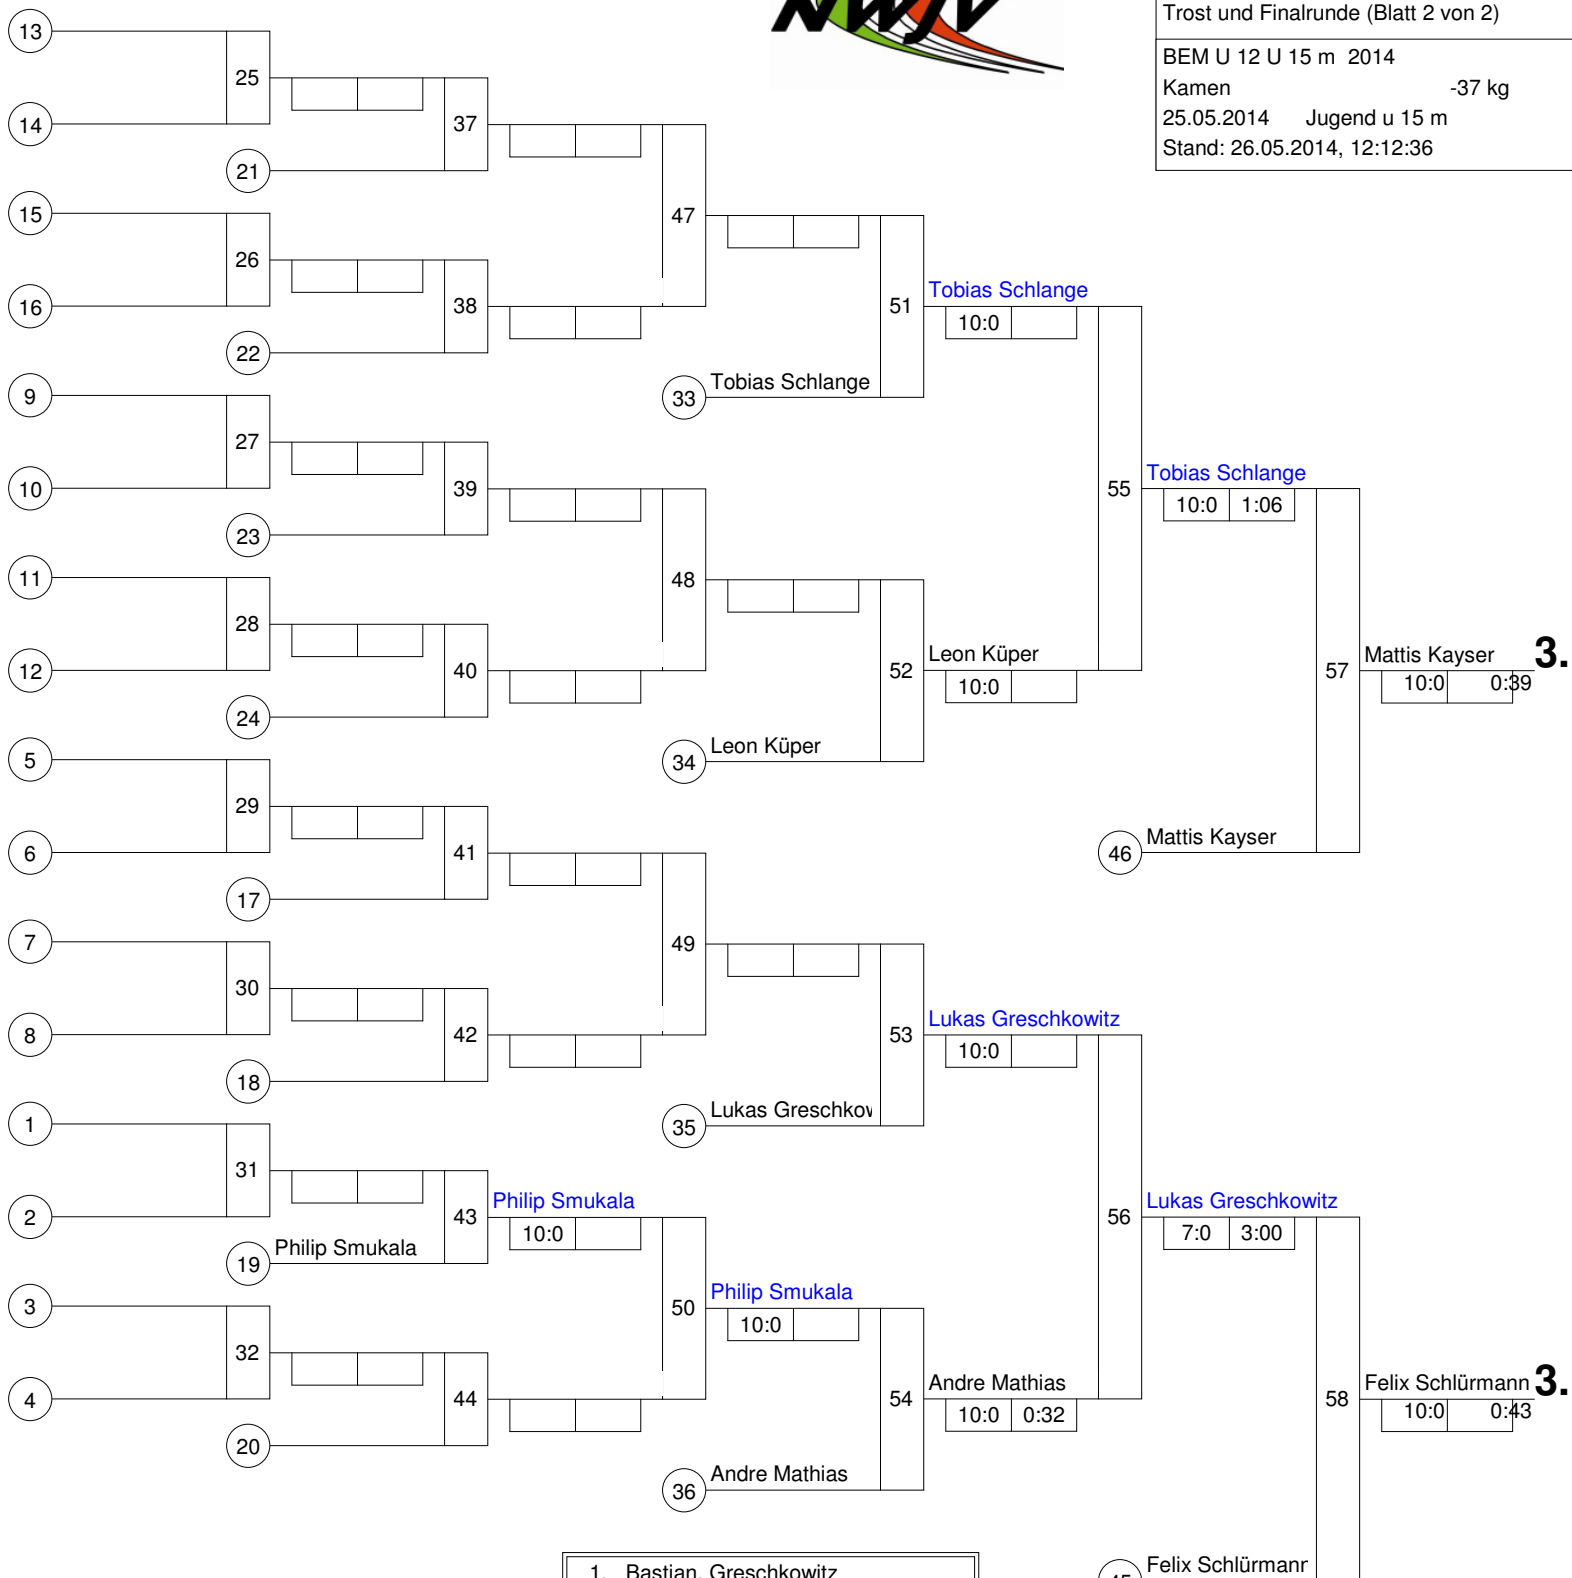 NWJV
Trost und Finalrunde (Blatt 2 von 2)
BEM U 12 U 15 m 2014
Kamen -37 kg
25.05.2014 Jugend u 15 m
Stand: 26.05.2014, 12:12:36
13
25
14
37
21
15
47
26
16
38
22
51
Tobias Schlange
10:0
33
Tobias Schlange
9
27
10
39
23
55
Tobias Schlange
10:0 1:06
11
48
28
12
40
24
52
Leon Küper
10:0
57
Mattis Kayser
3.
10:0 0:39
34
Leon Küper
5
29
6
41
17
46
Mattis Kayser
7
49
30
8
42
18
53
Lukas Greschkowitz
10:0
35
Lukas Greschkow
1
31
2
43
Philip Smukala
10:0
19
Philip Smukala
56
Lukas Greschkowitz
7:0 3:00
3
50
Philip Smukala
10:0
32
4
44
20
54
Andre Mathias
10:0 0:32
58
Felix Schlürmann
3.
10:0 0:43
36
Andre Mathias
1. Bastian, Greschkowitz
45
Felix Schlürmann